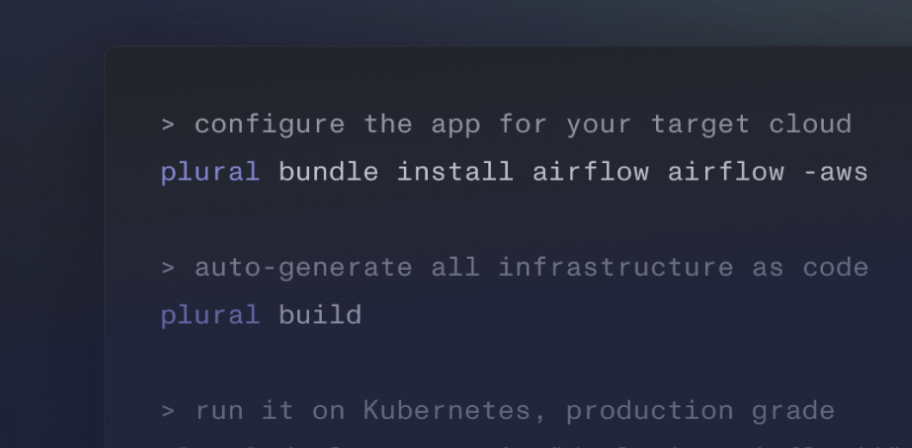 > configure the app for your target cloud
plural bundle install airflow airflow -aws
> auto-generate all infrastructure as code
plural build
> run it on Kubernetes, production grade